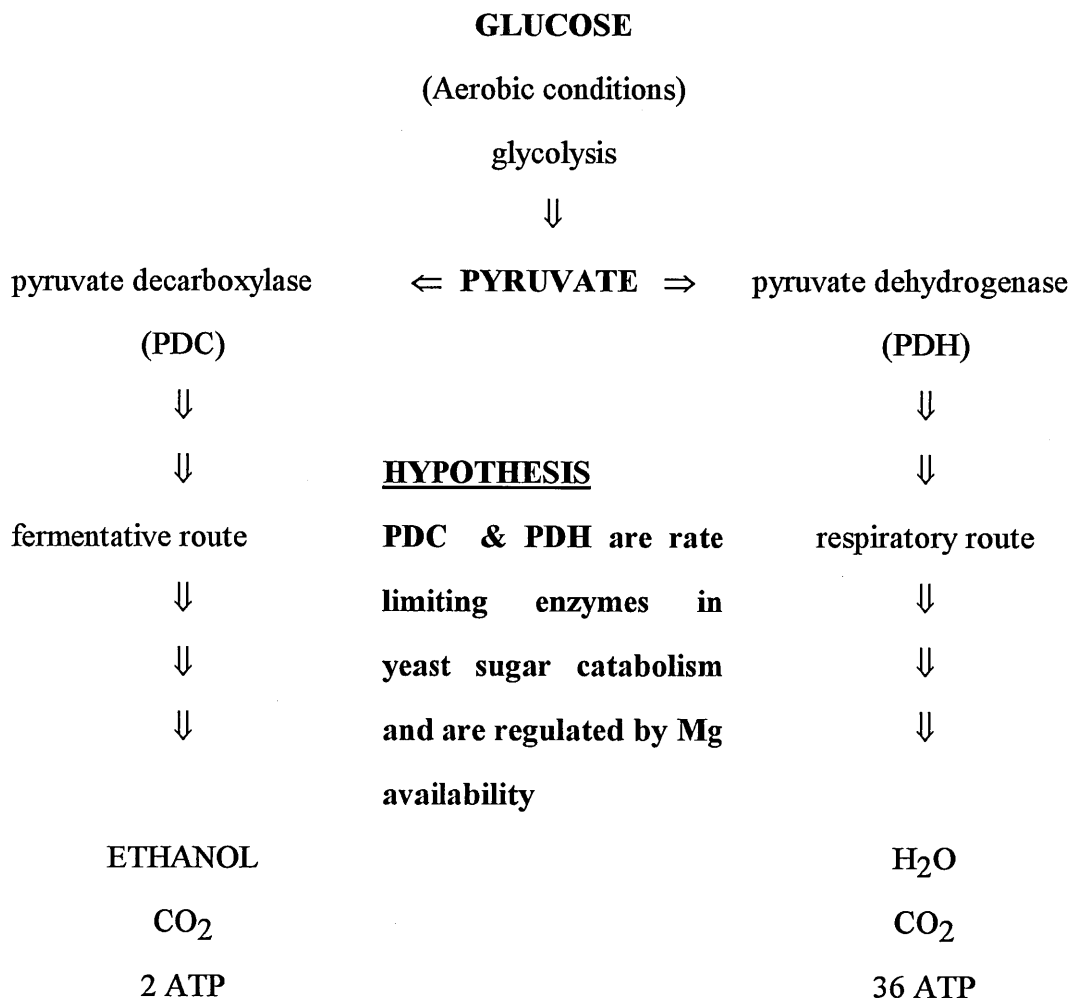 GLUCOSE
(Aerobic conditions)
glycolysis
⇓
pyruvate decarboxylase ⇐ PYRUVATE ⇒ pyruvate dehydrogenase
(PDC) (PDH)
⇓ ⇓
⇓ HYPOTHESIS ⇓
fermentative route PDC & PDH are rate respiratory route
⇓ limiting enzymes in ⇓
⇓ yeast sugar catabolism ⇓
⇓ and are regulated by Mg ⇓
availability
ETHANOL H₂O
CO₂ CO₂
2 ATP 36 ATP